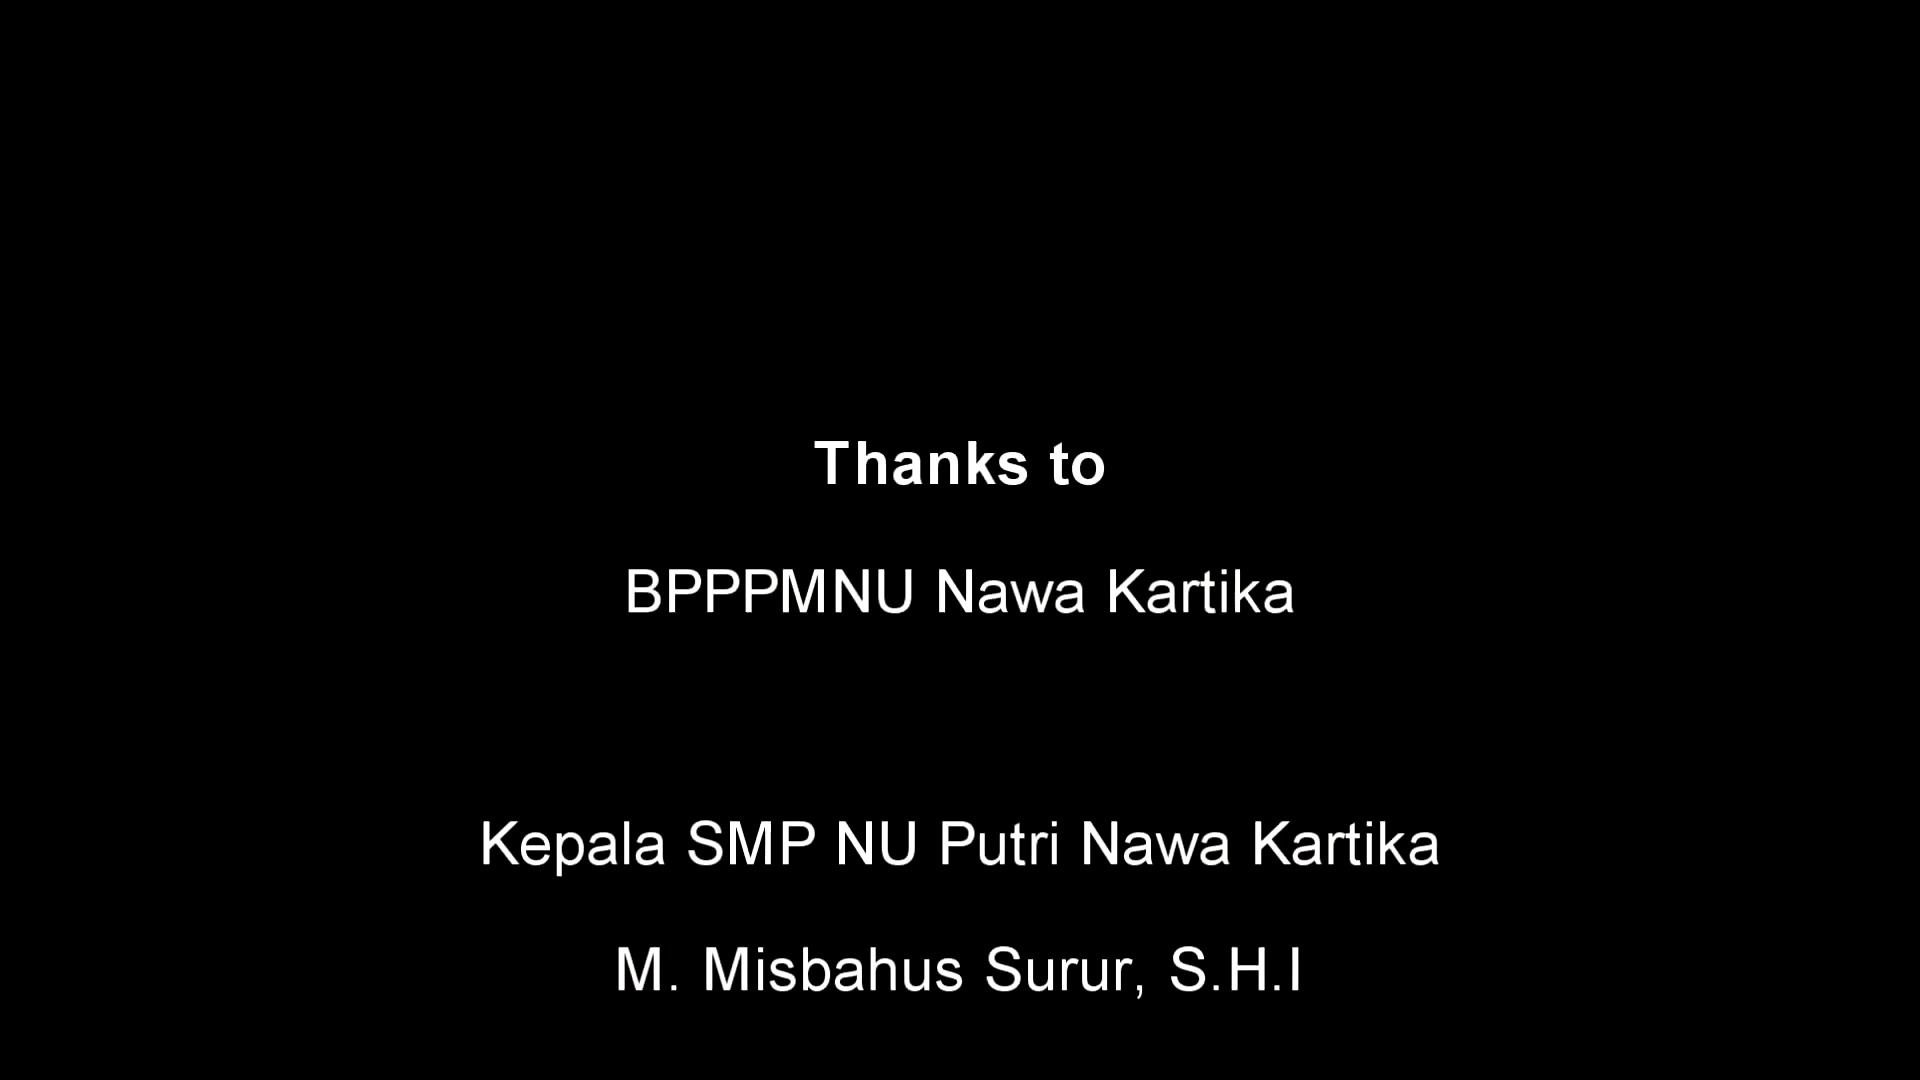 Thanks to
BPPPMNU Nawa Kartika
Kepala SMP NU Putri Nawa Kartika
M. Misbahus Surur, S.H.I